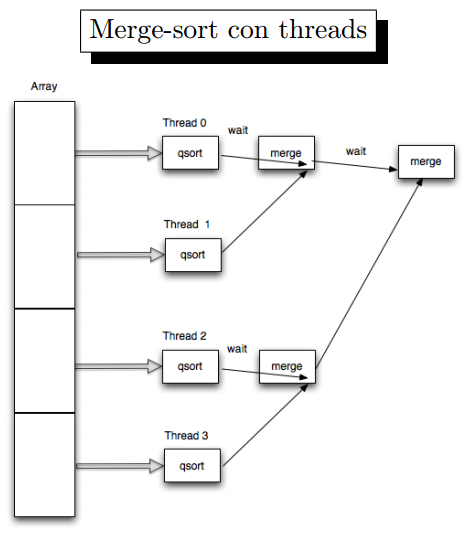 Merge-sort con threads
Array
Thread 0
wait
qsort
merge
wait
merge
Thread 1
qsort
Thread 2
wait
qsort
merge
Thread 3
qsort